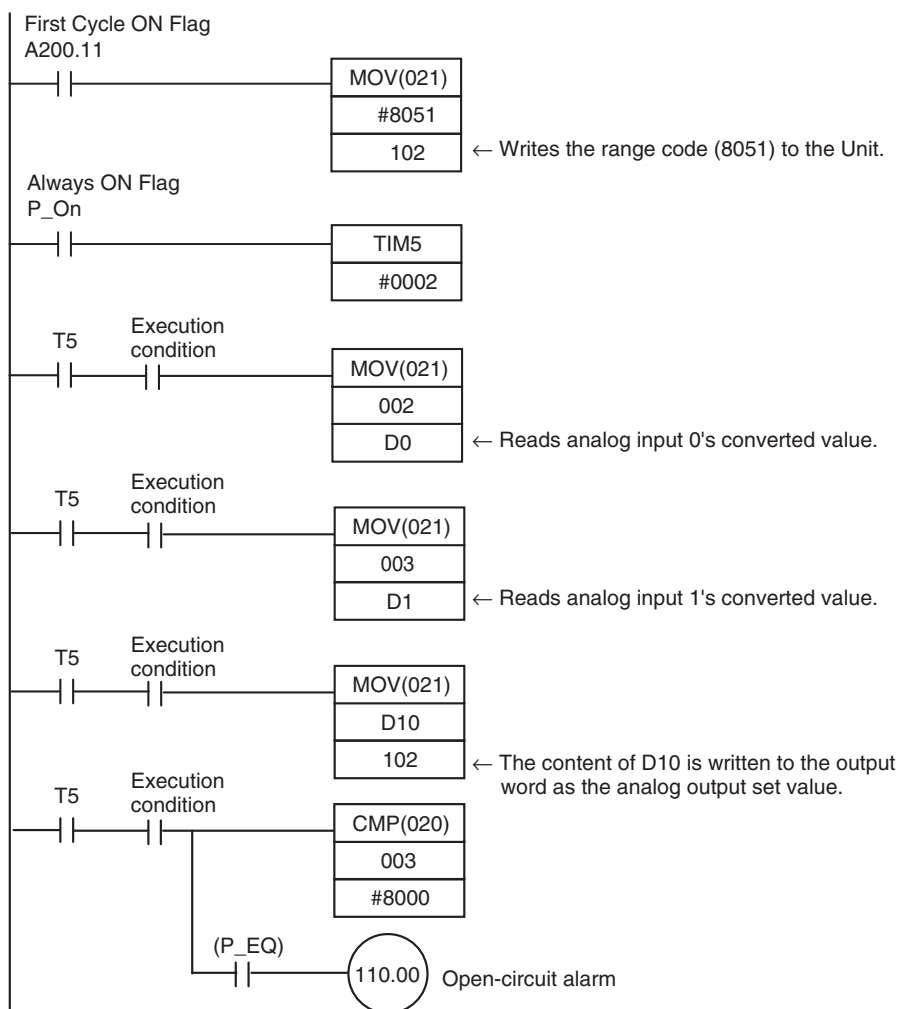 First Cycle ON Flag
A200.11
MOV(021)
#8051
102
← Writes the range code (8051) to the Unit.
Always ON Flag
P_On
TIM5
#0002
T5
Execution
condition
MOV(021)
002
D0
← Reads analog input 0's converted value.
T5
Execution
condition
MOV(021)
003
D1
← Reads analog input 1's converted value.
T5
Execution
condition
MOV(021)
D10
102
← The content of D10 is written to the output
word as the analog output set value.
T5
Execution
condition
CMP(020)
003
#8000
(P_EQ)
110.00
Open-circuit alarm